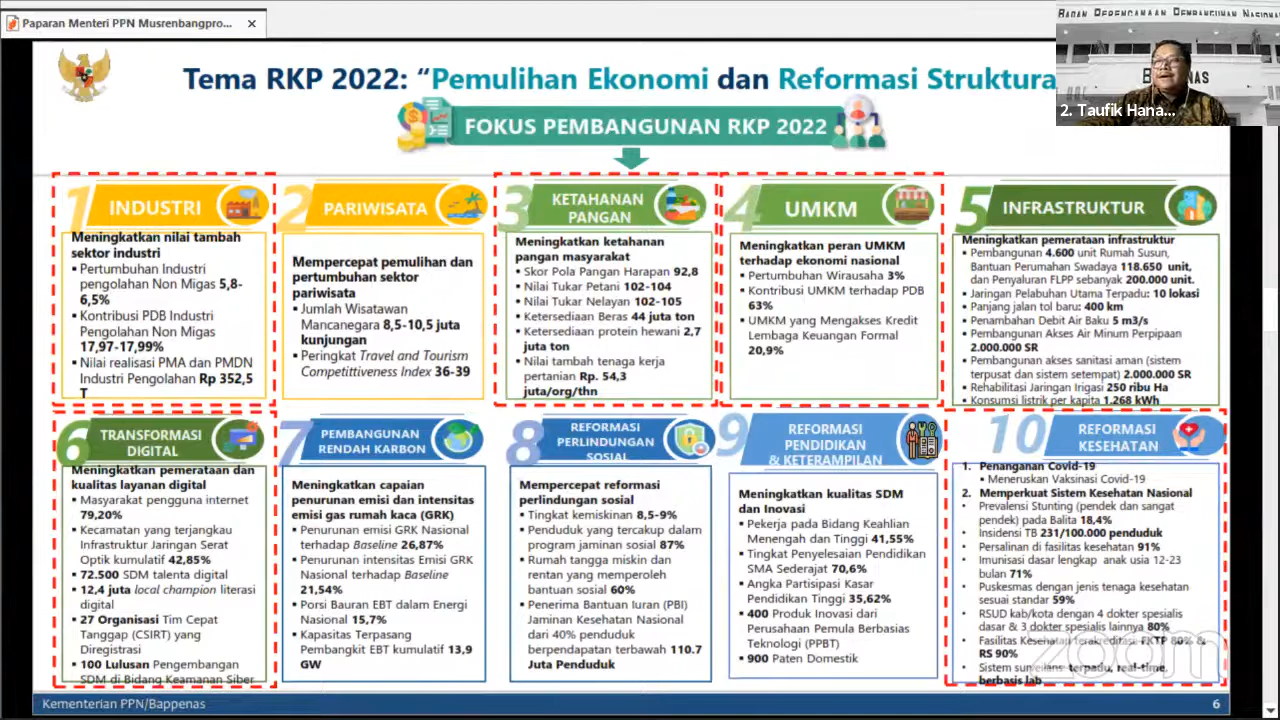 Paparan Menteri PPN Musrenbangpro...
BADAN PERENCANAAN PEMBANGUNAN NASION
2. Taufik Hana...
Tema RKP 2022: “Pemulihan Ekonomi dan Reformasi Struktura
FOKUS PEMBANGUNAN RKP 2022
1
INDUSTRI
Meningkatkan nilai tambah
sektor industri
Pertumbuhan Industri
pengolahan Non Migas 5,8-
6,5%
Kontribusi PDB Industri
Pengolahan Non Migas
17,97-17,99%
Nilai realisasi PMA dan PMDN
Industri Pengolahan Rp 352,5
T
2
PARIWISATA
Mempercepat pemulihan dan
pertumbuhan sektor
pariwisata
Jumlah Wisatawan
Mancanegara 8,5-10,5 juta
kunjungan
Peringkat Travel and Tourism
Competitiveness Index 36-39
3
KETAHANAN
PANGAN
Meningkatkan ketahanan
pangan masyarakat
Skor Pola Pangan Harapan 92,8
Nilai Tukar Petani 102-104
Nilai Tukar Nelayan 102-105
Ketersediaan Beras 44 juta ton
Ketersediaan protein hewani 2,7
juta ton
Nilai tambah tenaga kerja
pertanian Rp. 54,3
juta/org/thn
4
UMKM
Meningkatkan peran UMKM
terhadap ekonomi nasional
Pertumbuhan Wirausaha 3%
Kontribusi UMKM terhadap PDB
63%
UMKM yang Mengakses Kredit
Lembaga Keuangan Formal
20,9%
5
INFRASTRUKTUR
Meningkatkan pemerataan infrastruktur
Pembangunan 4.600 unit Rumah Susun,
Bantuan Perumahan Swadaya 118.650 unit,
dan Penyaluran FLPP sebanyak 200.000 unit.
Jaringan Pelabuhan Utama Terpadu: 10 lokasi
Panjang jalan tol baru: 400 km
Penambahan Debit Air Baku 5 m3/s
Pembangunan Akses Air Minum Perpipaan
2.000.000 SR
Pembangunan akses sanitasi aman (sistem
terpusat dan sistem setempat) 2.000.000 SR
Rehabilitasi Jaringan Irigasi 250 ribu Ha
Konsumsi listrik per kapita 1.268 kWh
6
TRANSFORMASI
DIGITAL
Meningkatkan pemerataan dan
kualitas layanan digital
Masyarakat pengguna internet
79,20%
Kecamatan yang terjangkau
Infrastruktur Jaringan Serat
Optik kumulatif 42,85%
72.500 SDM talenta digital
12,4 juta local champion literasi
digital
27 Organisasi Tim Cepat
Tanggap (CSIRT) yang
Diregistrasi
100 Lulusan Pengembangan
SDM di Bidang Keamanan Siber
7
PEMBANGUNAN
RENDAH KARBON
Meningkatkan capaian
penurunan emisi dan intensitas
emisi gas rumah kaca (GRK)
Penurunan emisi GRK Nasional
terhadap Baseline 26,87%
Penurunan intensitas Emisi GRK
Nasional terhadap Baseline
21,54%
Porsi Bauran EBT dalam Energi
Nasional 15,7%
Kapasitas Terpasang
Pembangkit EBT kumulatif 13,9
GW
8
REFORMASI
PERLINDUNGAN
SOSIAL
Mempercepat reformasi
perlindungan sosial
Tingkat kemiskinan 8,5-9%
Penduduk yang tercakup dalam
program jaminan sosial 87%
Rumah tangga miskin dan
rentan yang memperoleh
bantuan sosial 60%
Penerima Bantuan Iuran (PBI)
Jaminan Kesehatan Nasional
dari 40% penduduk
berpendapatan terbawah 110.7
Juta Penduduk
9
REFORMASI
PENDIDIKAN
& KETERAMPILAN
Meningkatkan kualitas SDM
dan Inovasi
Pekerja pada Bidang Keahlian
Menengah dan Tinggi 41,55%
Tingkat Penyelesaian Pendidikan
SMA Sederajat 70,6%
Angka Partisipasi Kasar
Pendidikan Tinggi 35,62%
400 Produk Inovasi dari
Perusahaan Pemula Berbasis
Teknologi (PPBT)
900 Paten Domestik
10
REFORMASI
KESEHATAN
1. Penanganan Covid-19
Meneruskan Vaksinasi Covid-19
2. Memperkuat Sistem Kesehatan Nasional
Prevalensi Stunting (pendek dan sangat
pendek) pada Balita 18,4%
Insidensi TB 231/100.000 penduduk
Persalinan di fasilitas kesehatan 91%
Imunisasi dasar lengkap anak usia 12-23
bulan 71%
Puskesmas dengan jenis tenaga kesehatan
sesuai standar 59%
RSUD kab/kota dengan 4 dokter spesialis
dasar & 3 dokter spesialis lainnya 80%
Fasilitas Kesehatan terakreditasi: FKTP 80% &
RS 90%
Sistem surveilans terpadu, real-time,
berbasis lab
zoom
Kementerian PPN/Bappenas
6